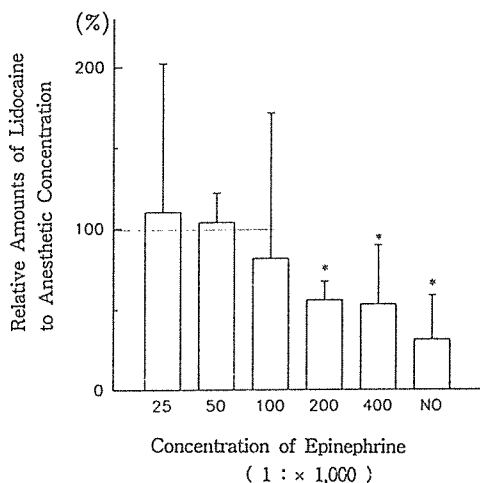 (%)
200
100
0
Relative Amounts of Lidocaine
to Anesthetic Concentration
* * *
25 50 100 200 400 NO
Concentration of Epinephrine
( 1 : × 1,000 )